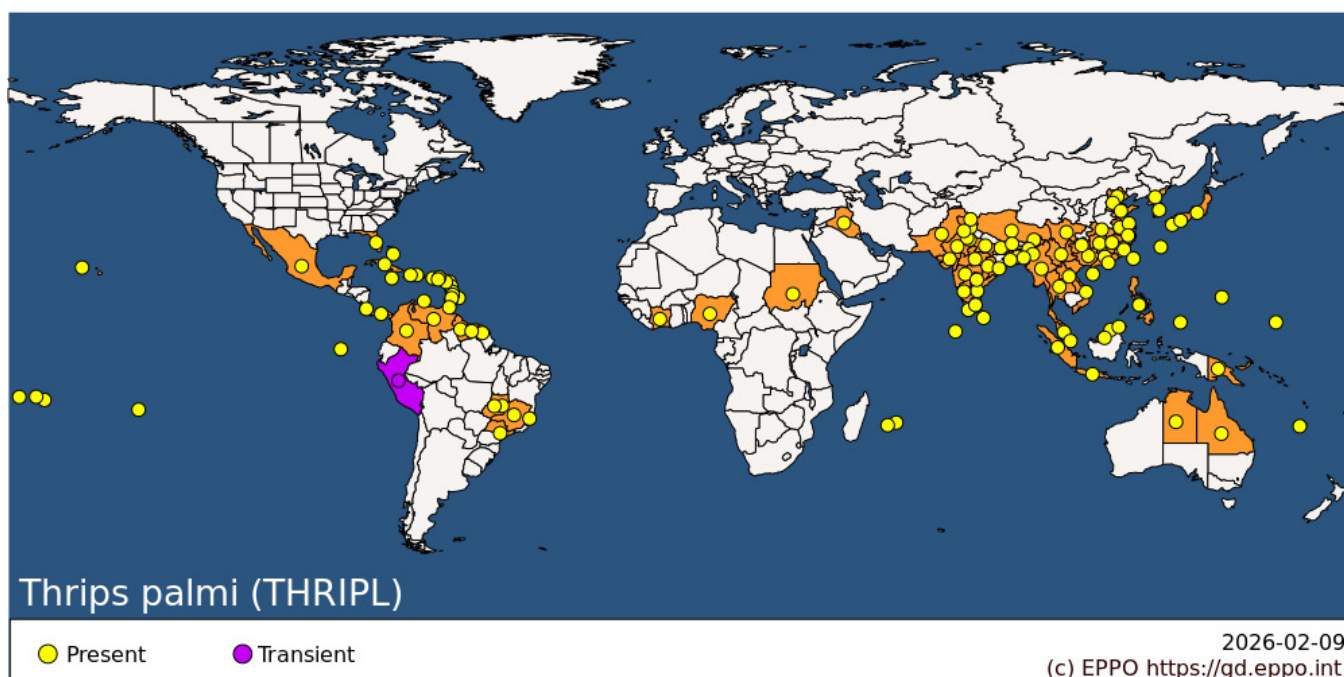 Thrips palmi (THRIPL)
Present
Transient
2026-02-09
(c) EPPO https://gd.eppo.int